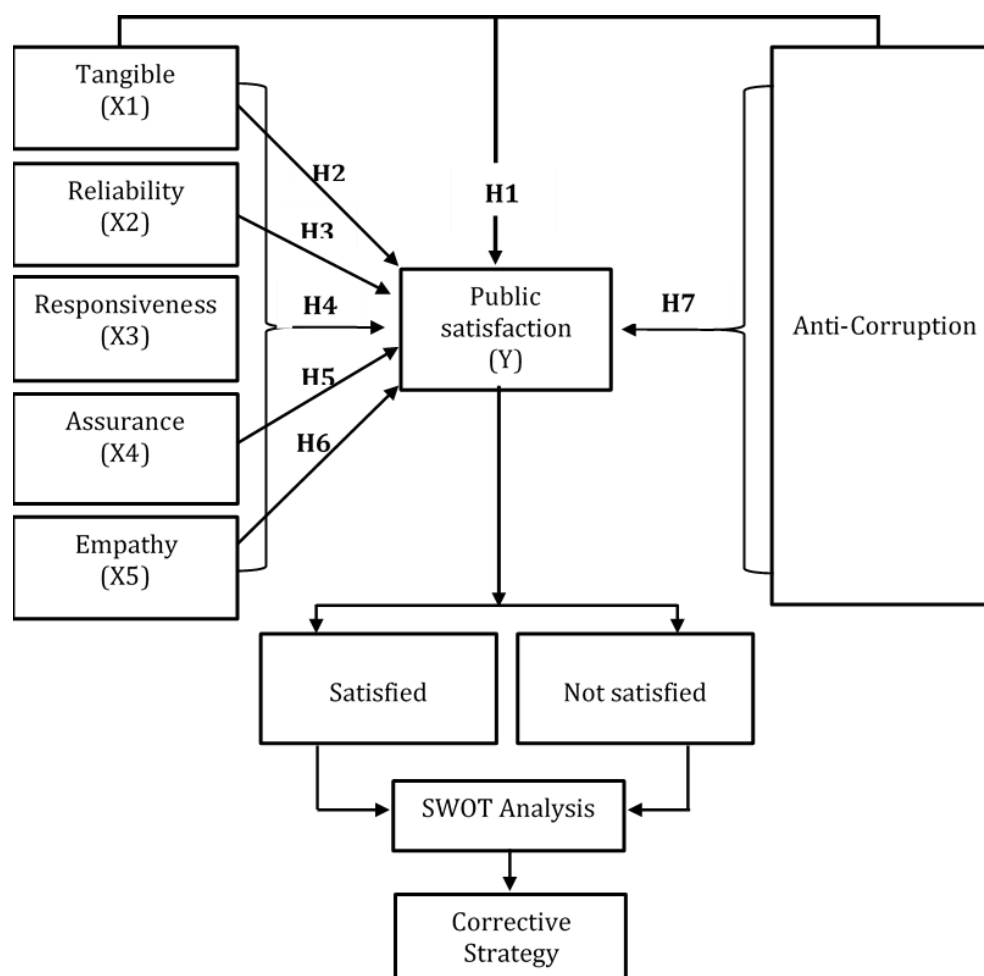 Tangible
(X1)
Reliability
(X2)
Responsiveness
(X3)
Assurance
(X4)
Empathy
(X5)
H2
H3
H4
H5
H6
H1
Public
satisfaction
(Y)
H7
Anti-Corruption
Satisfied
Not satisfied
SWOT Analysis
Corrective
Strategy